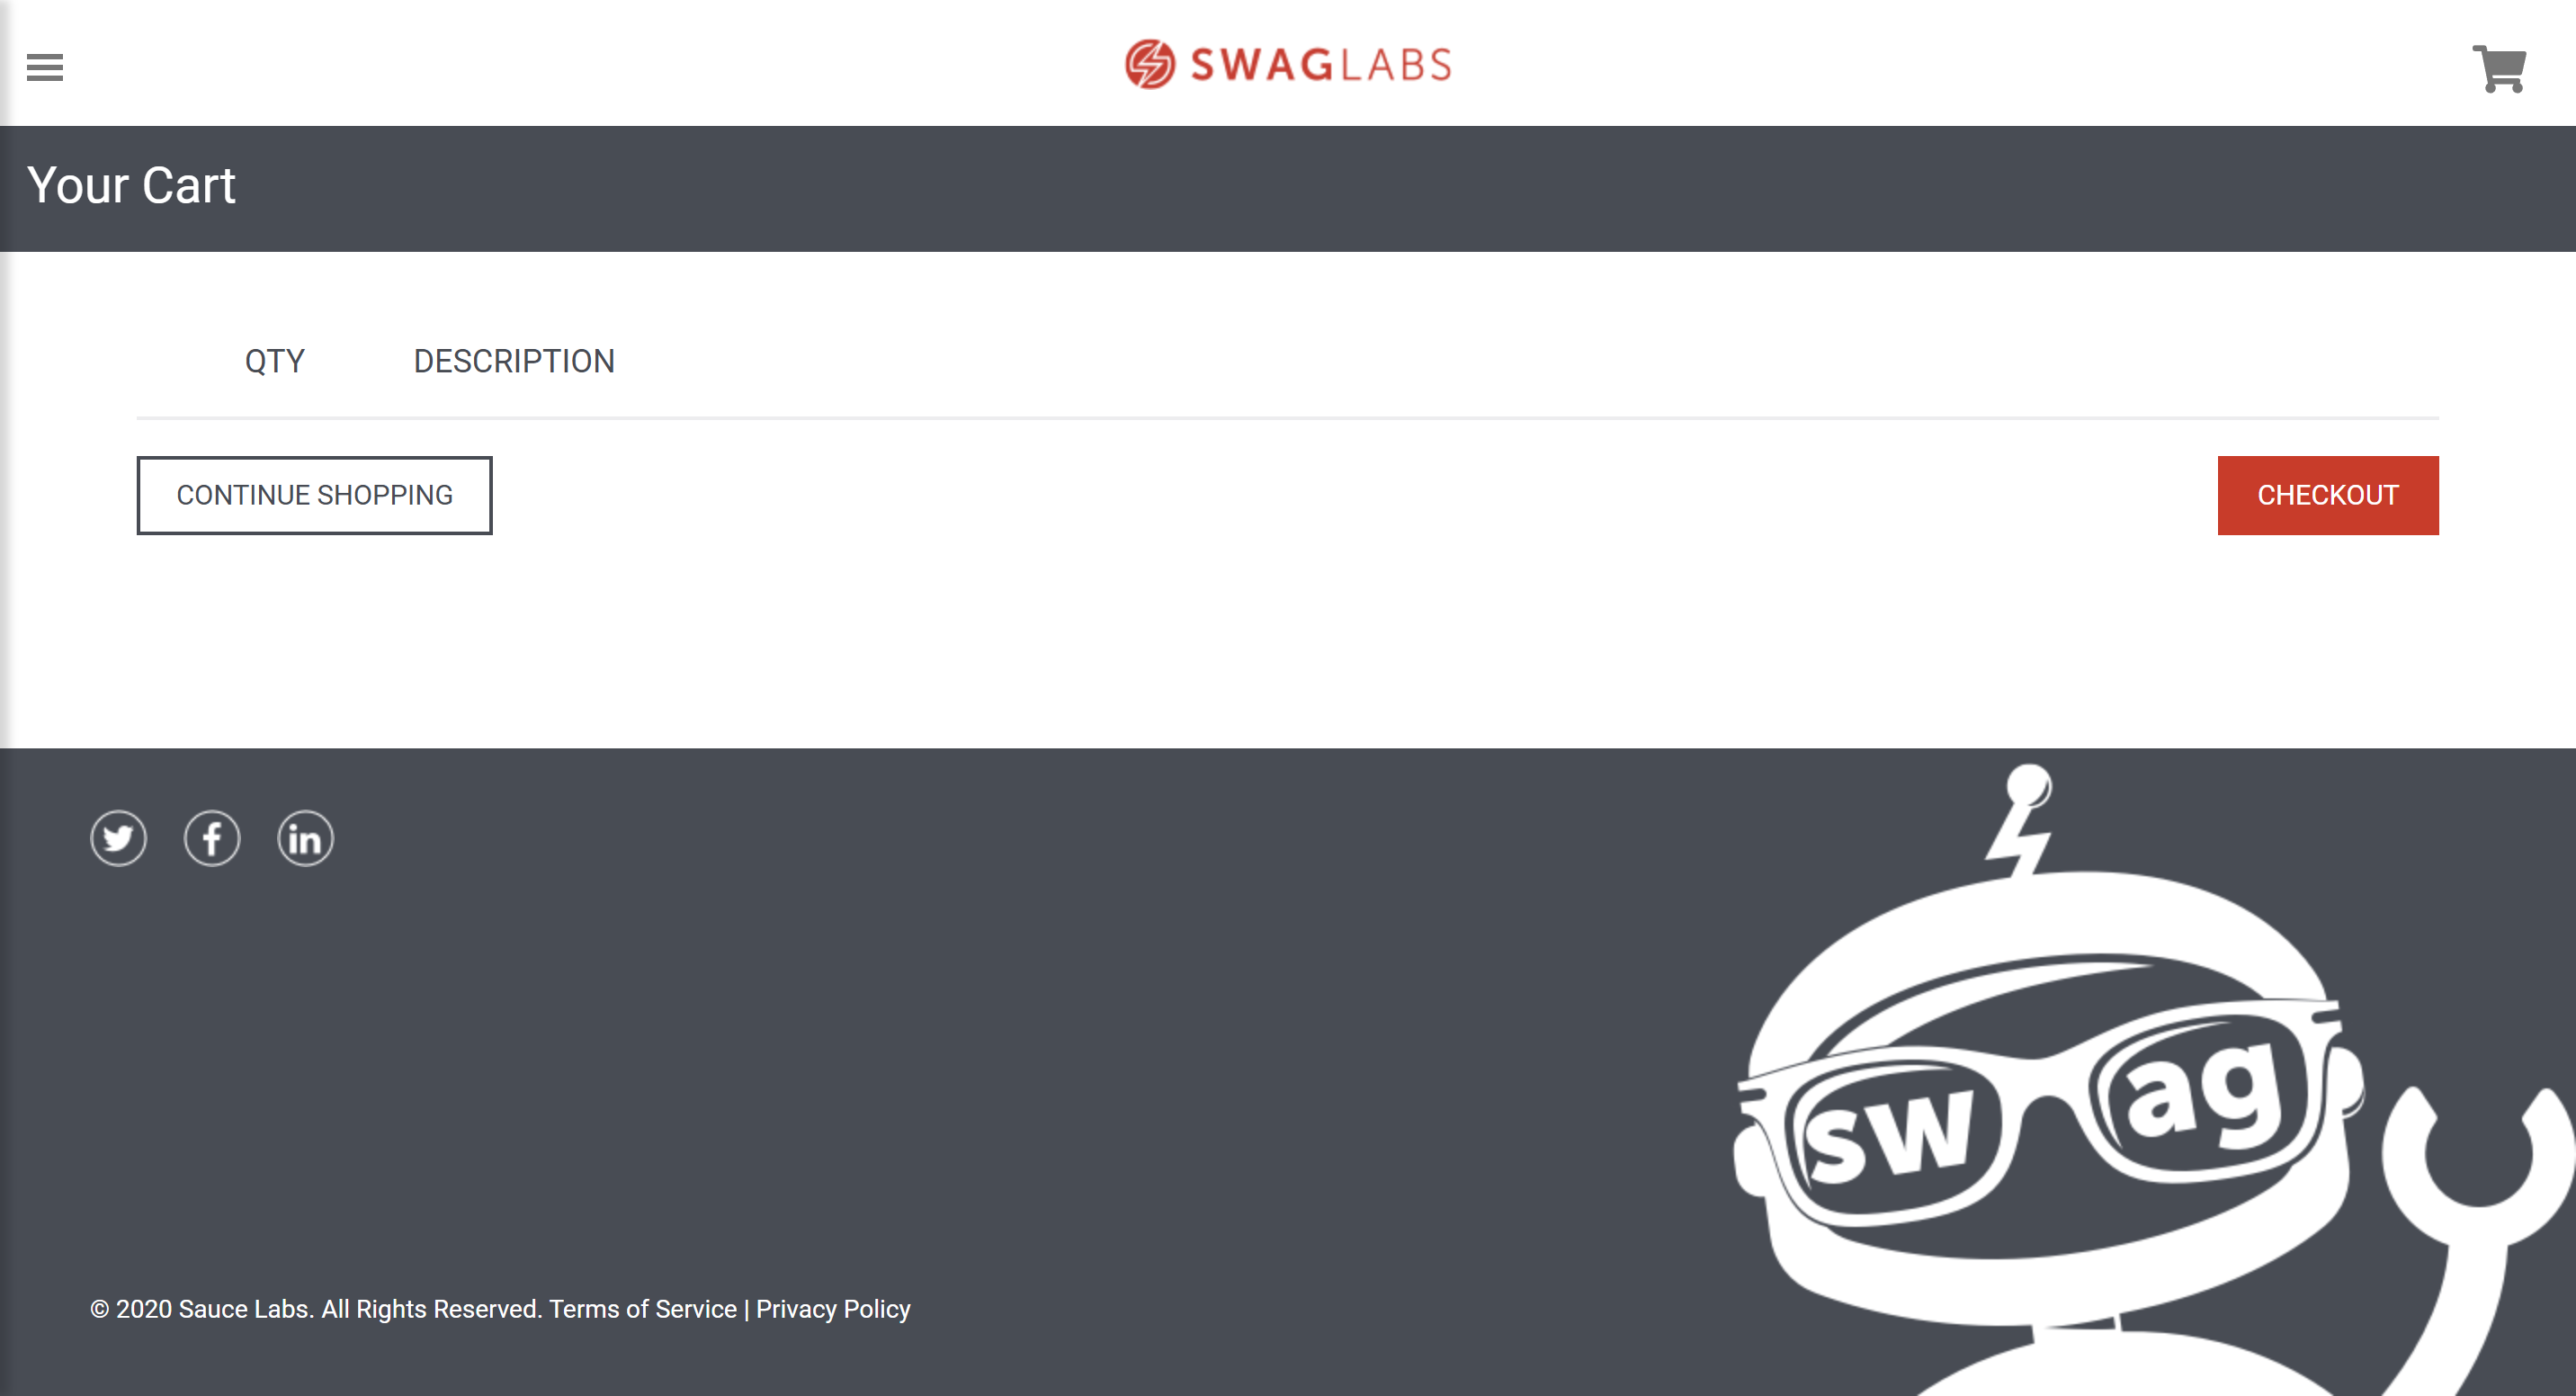 SWAGLABS
Your Cart
QTY DESCRIPTION
CONTINUE SHOPPING CHECKOUT
sw ag
© 2020 Sauce Labs. All Rights Reserved. Terms of Service | Privacy Policy